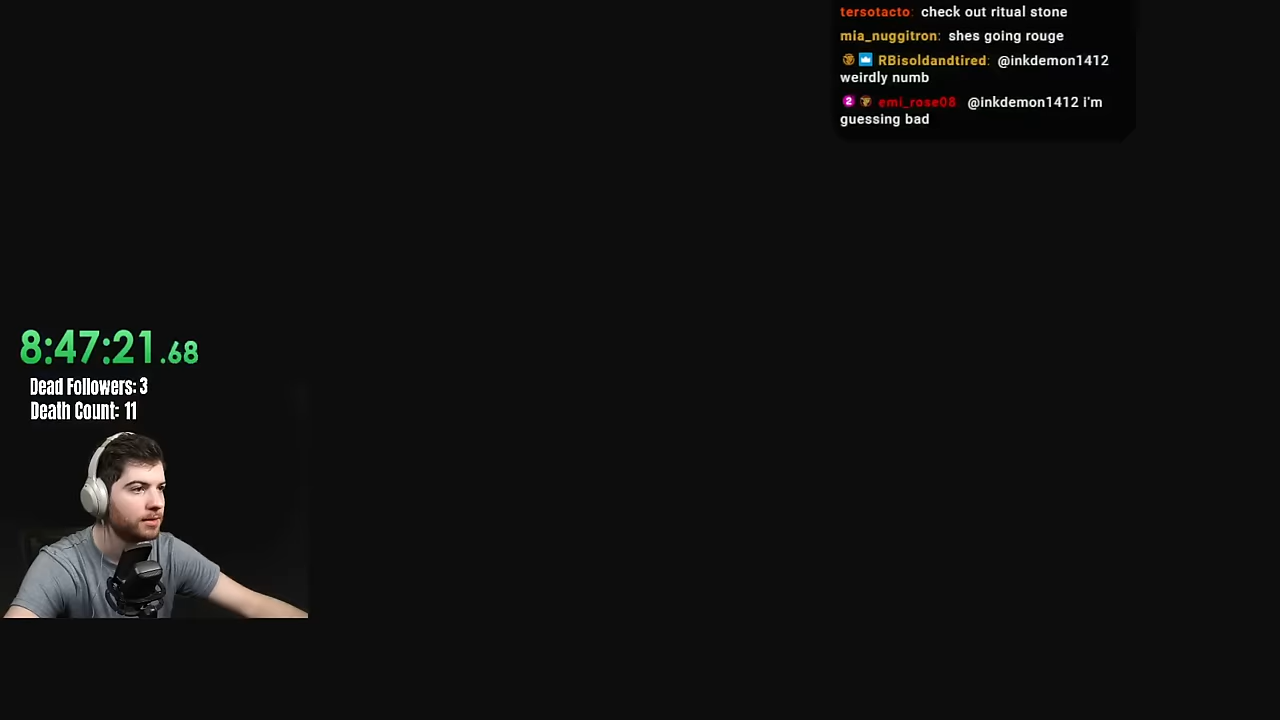 tersotacto: check out ritual stone
mia_nuggitron: shes going rouge
RBisoldandtired: @inkdemon1412
weirdly numb
2 emi_rose08: @inkdemon1412 i'm
guessing bad
8:47:21.68
Dead Followers: 3
Death Count: 11